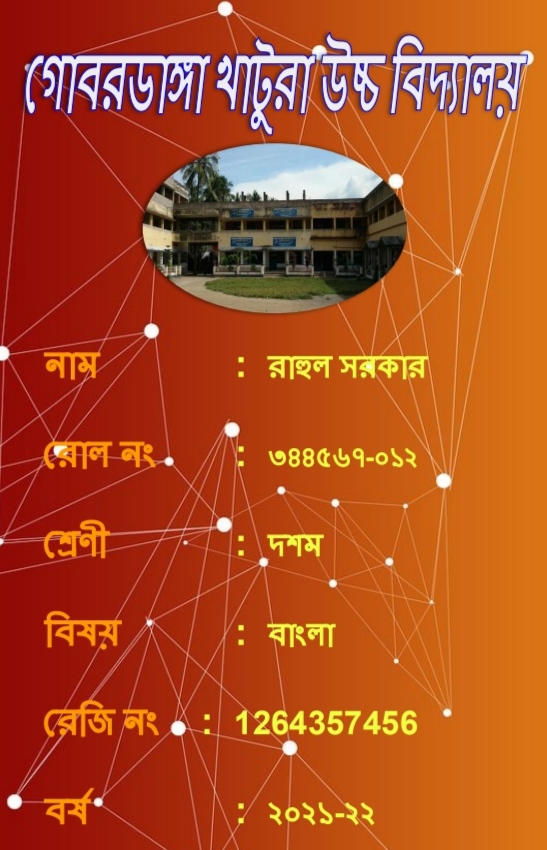 গোবরডাঙ্গা খাটুরা উচ্চ বিদ্যালয়
নাম : রাহুল সরকার
রোল নং : ৩৪৪৫৬৭-০১২
শ্রেণী : দশম
বিষয় : বাংলা
রেজি নং : 1264357456
বর্ষ : ২০২১-২২